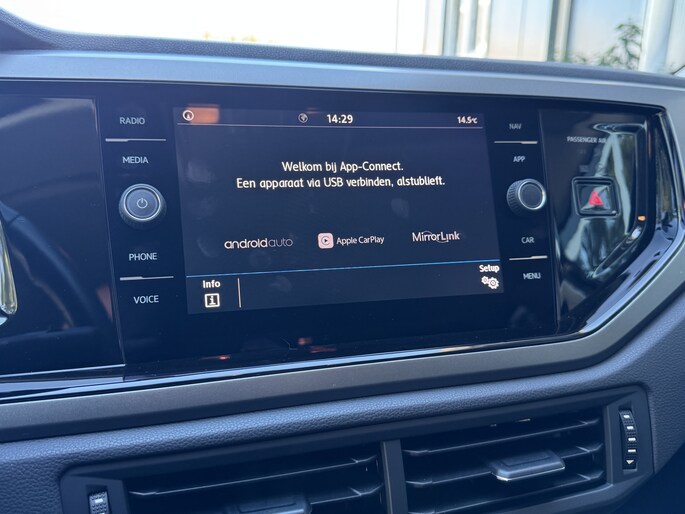 RADIO
MEDIA
PHONE
VOICE
14:29
14.5°C
Welkom bij App-Connect.
Een apparaat via USB verbinden, alstublieft.
androidauto
Apple CarPlay
MirrorLink
Info
Setup
NAV
APP
CAR
MENU
PASSENGER